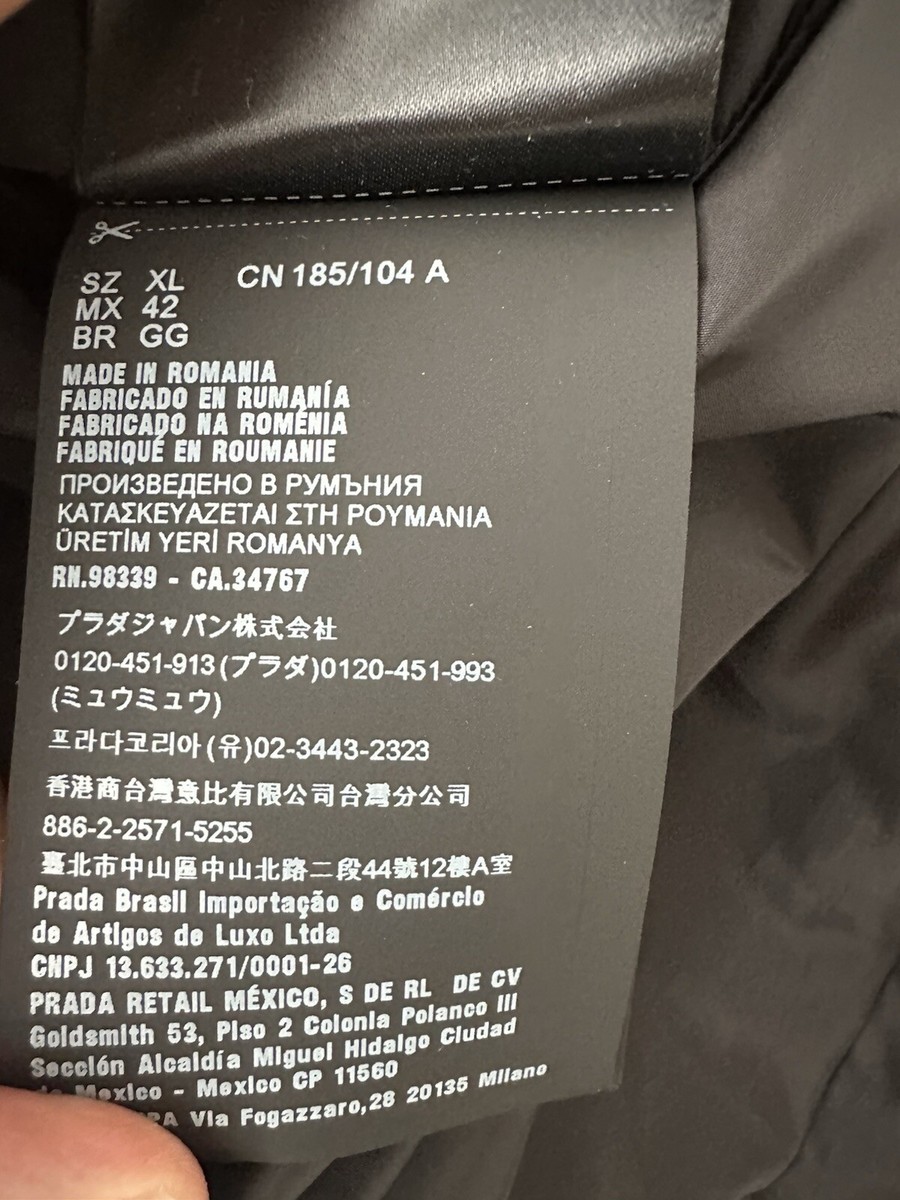 SZ XL CN 185/104 A
MX 42
BR GG
MADE IN ROMANIA
FABRICADO EN RUMANÍA
FABRICADO NA ROMÉNIA
FABRIQUÉ EN ROUMANIE
ПРОИЗВЕДЕНО В РУМЪНИЯ
ΚΑΤΑΣΚΕΥΑΖΕΤΑΙ ΣΤΗ ΡΟΥΜΑΝΙΑ
ÜRETİM YERİ ROMANYA
RN.98339 - CA.34767
プラダジャパン株式会社
0120-451-913(プラダ)0120-451-993
(ミュウミュウ)
프라다코리아(유)02-3443-2323
香港商台灣意比有限公司台灣分公司
886-2-2571-5255
臺北市中山區中山北路二段44號12樓A室
Prada Brasil Importação e Comércio
de Artigos de Luxo Ltda
CNPJ 13.633.271/0001-26
PRADA RETAIL MÉXICO, S DE RL DE CV
Goldsmith 53, Piso 2 Colonia Polanco III
Sección Alcaldía Miguel Hidalgo Ciudad
de Mexico - Mexico CP 11560
Via Fogazzaro,28 20135 Milano